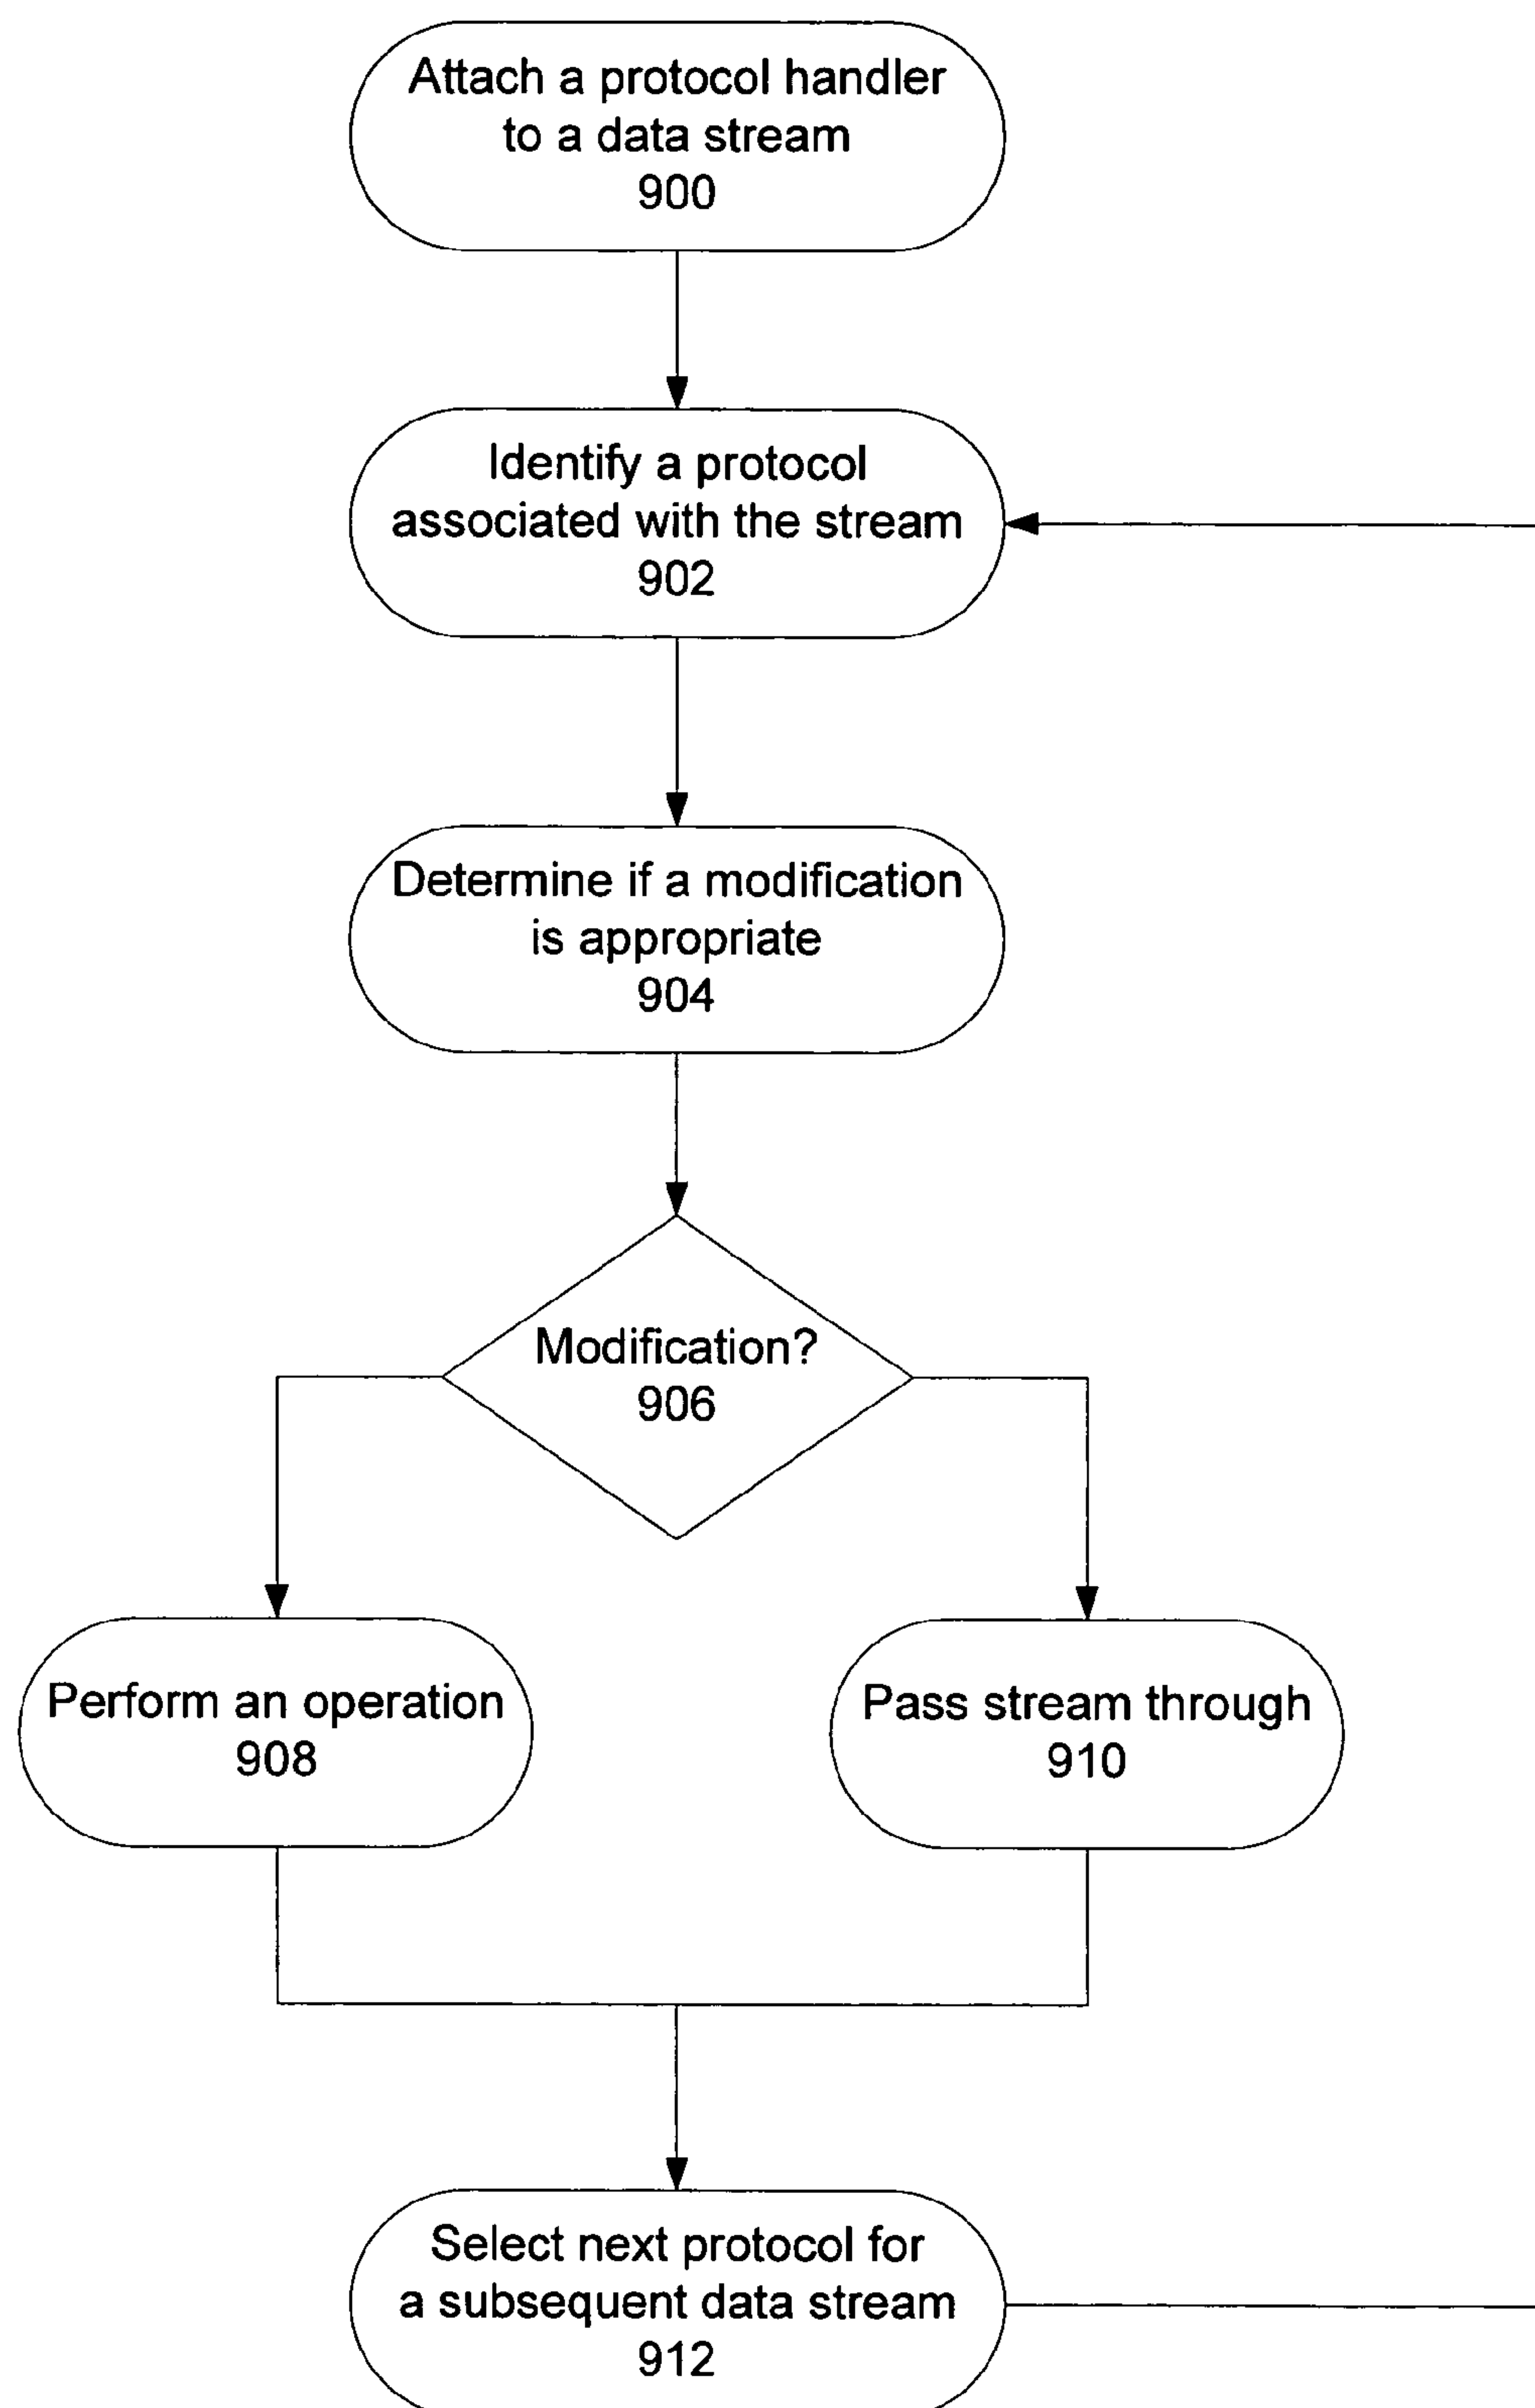 Attach a protocol handler
to a data stream
900
Identify a protocol
associated with the stream
902
Determine if a modification
is appropriate
904
Modification?
906
Perform an operation
908
Pass stream through
910
Select next protocol for
a subsequent data stream
912